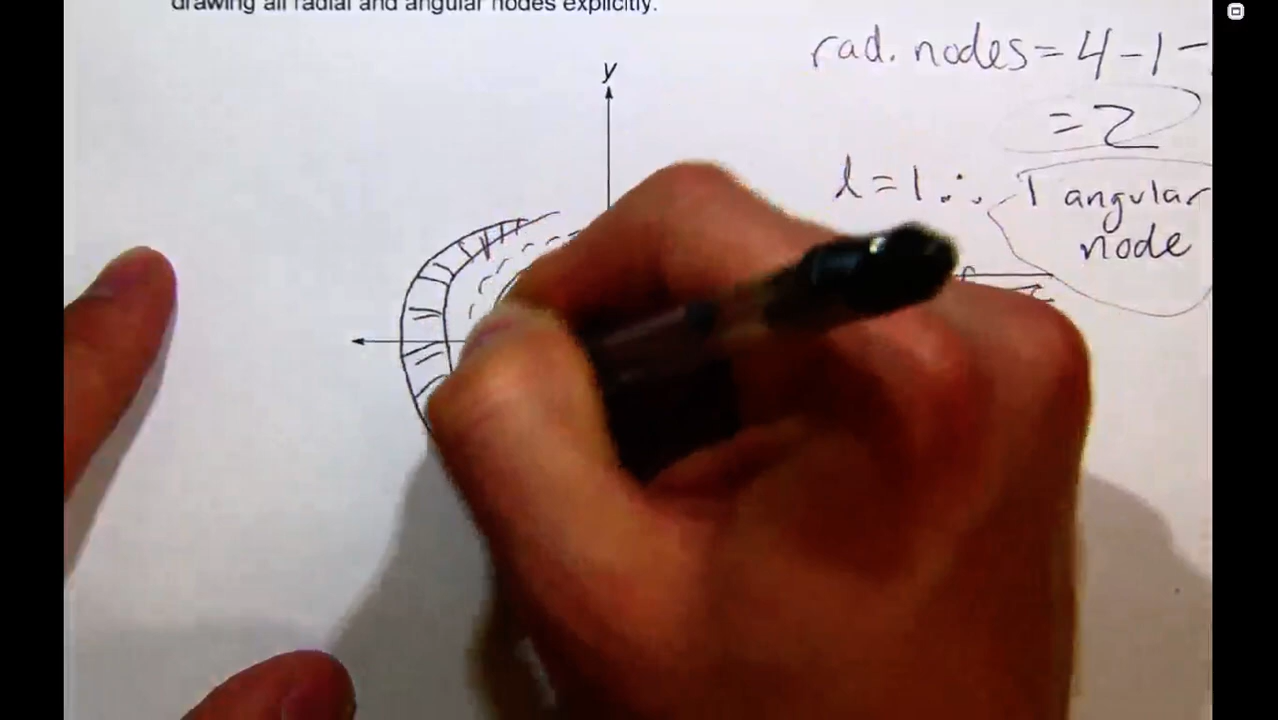 drawing all radial and angular nodes explicitly.
y
rad. nodes = 4 - 1 -
= 2
l = 1 ∴ 1 angular
node